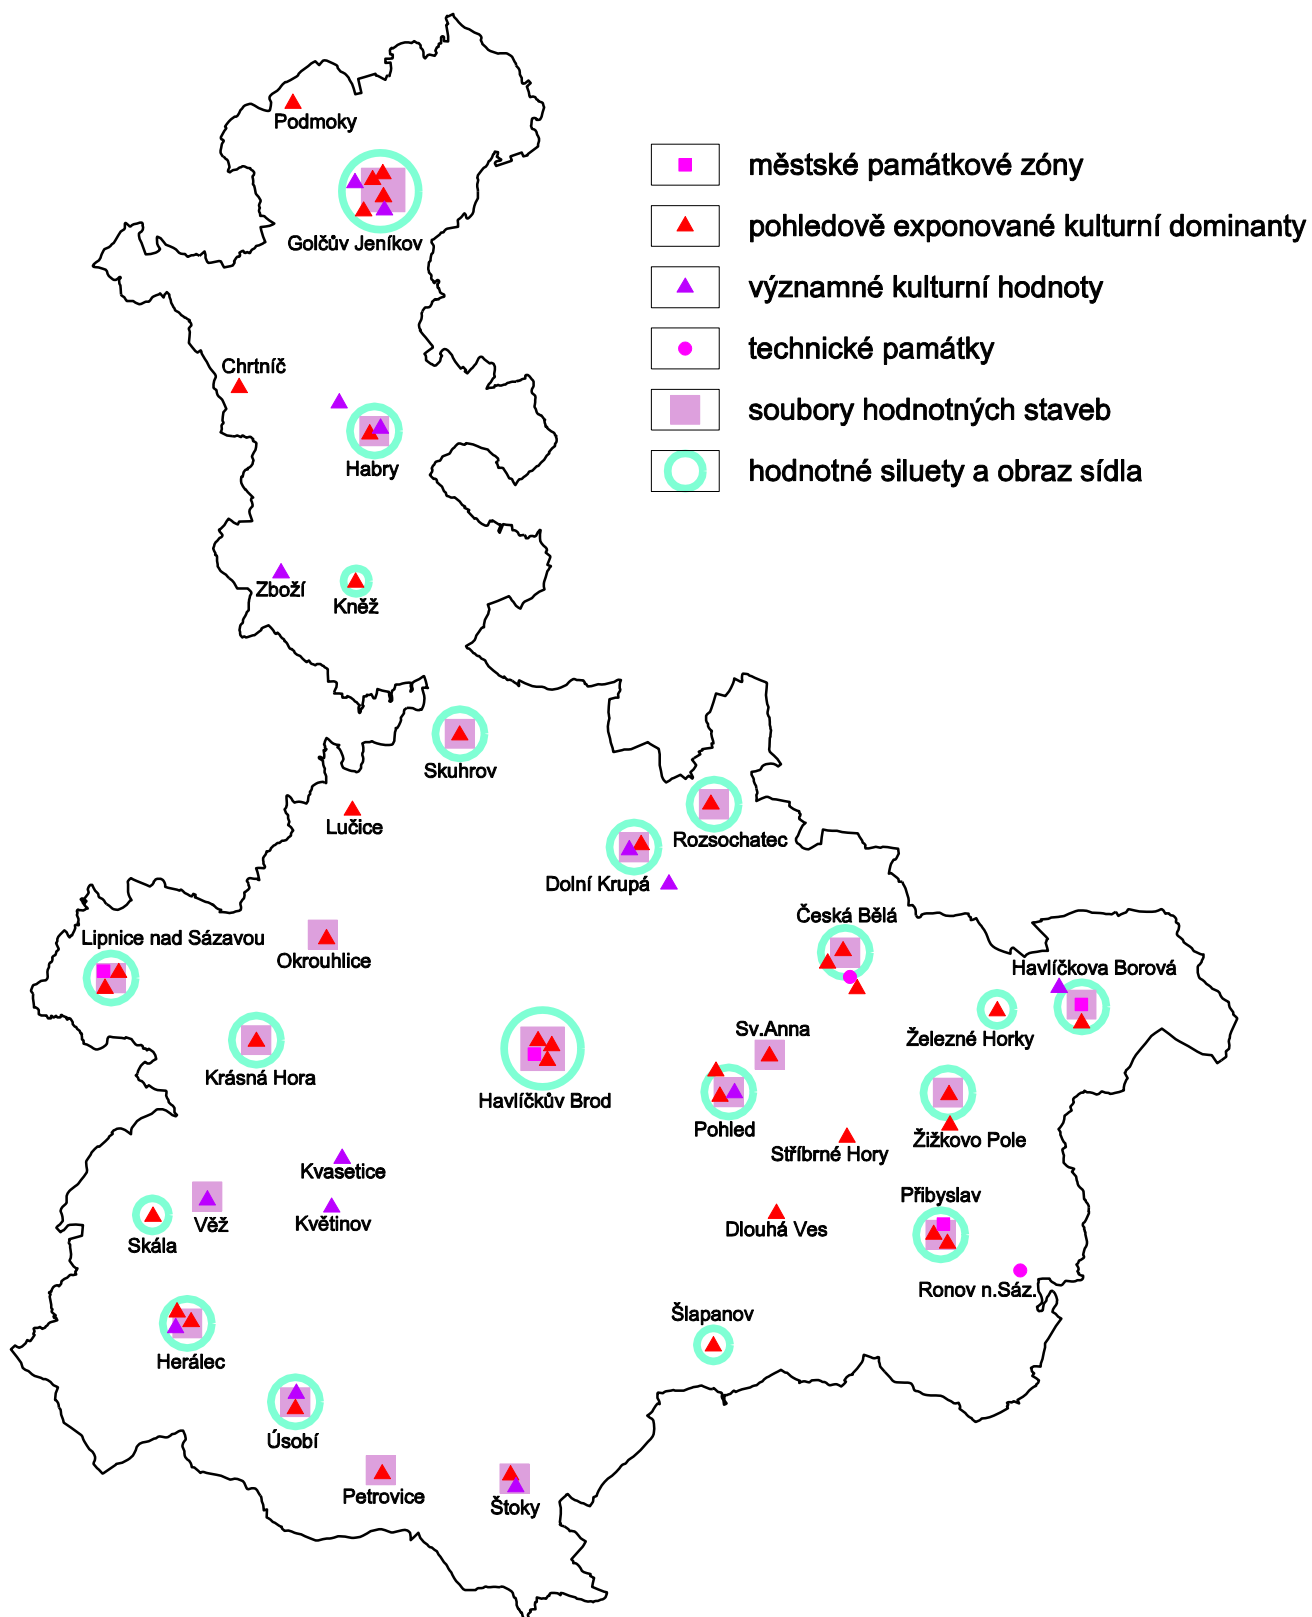 Podmoky
městské památkové zóny
pohledově exponované kulturní dominanty
Golčův Jeníkov
významné kulturní hodnoty
technické památky
Chrtníč
soubory hodnotných staveb
Habry
hodnotné siluety a obraz sídla
Zboží
Kněž
Skuhrov
Lučice
Rozsochatec
Dolní Krupá
Česká Bělá
Lipnice nad Sázavou
Okrouhlice
Havlíčkova Borová
Sv.Anna
Železné Horky
Krásná Hora
Havlíčkův Brod
Pohled
Žižkovo Pole
Stříbrné Hory
Kvasetice
Přibyslav
Věž
Květinov
Dlouhá Ves
Skála
Ronov n.Sáz.
Šlapanov
Herálec
Úsobí
Petrovice
Štoky